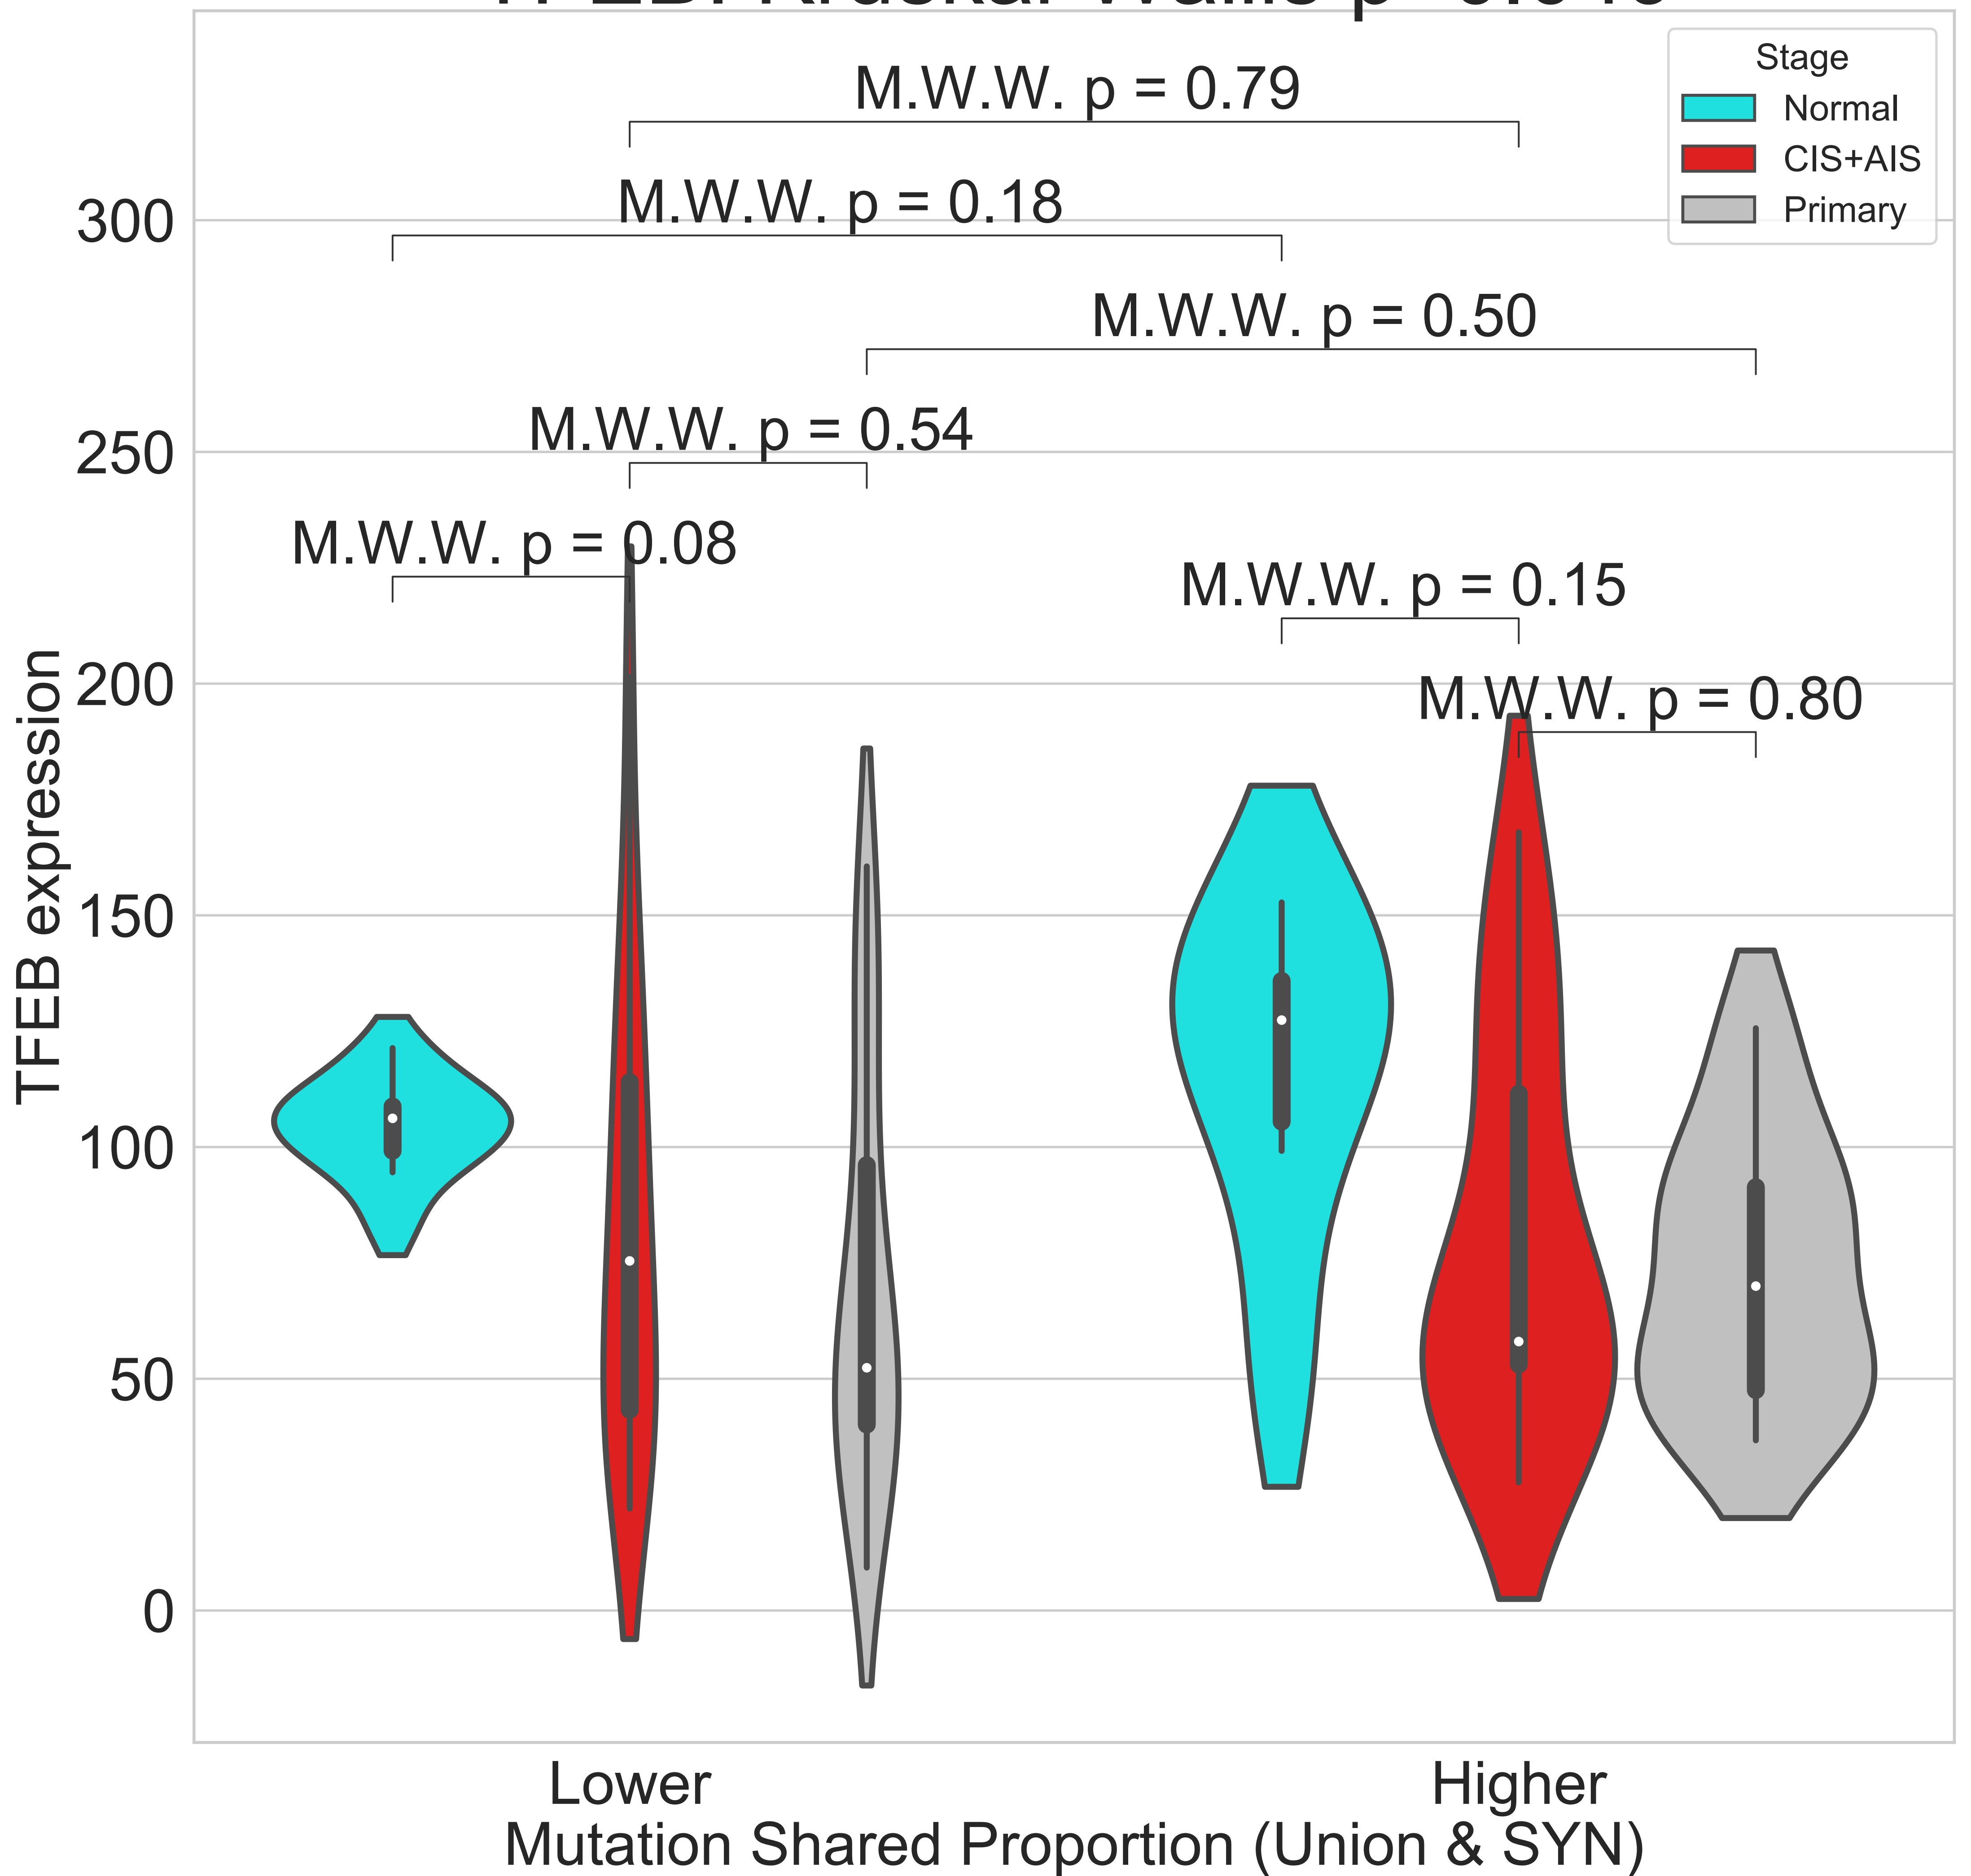 Stage
Normal
CIS+AIS
Primary
M.W.W. p = 0.79
M.W.W. p = 0.18
M.W.W. p = 0.50
M.W.W. p = 0.54
M.W.W. p = 0.08
M.W.W. p = 0.15
M.W.W. p = 0.80
300
250
200
150
100
50
0
TFEB expression
Lower
Higher
Mutation Shared Proportion (Union & SYN)